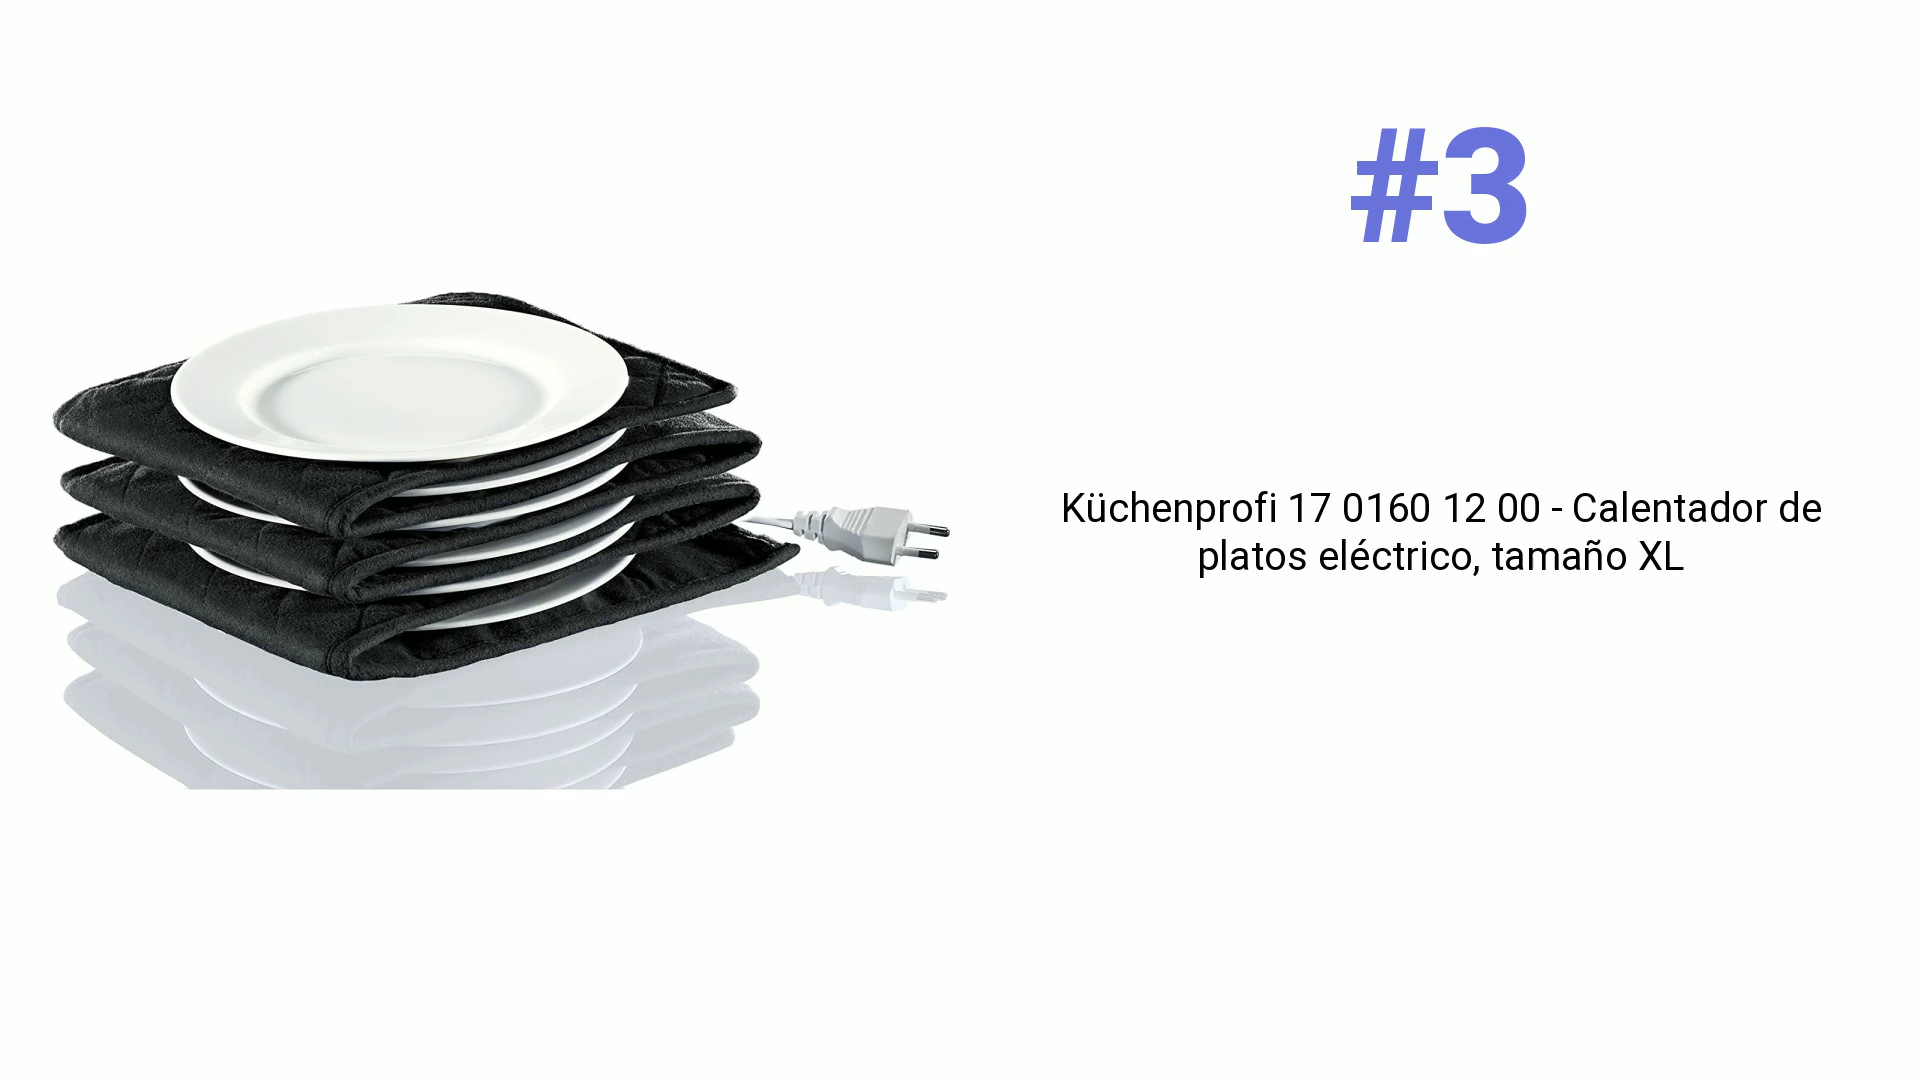 #3
Küchenprofi 17 0160 12 00 - Calentador de
platos eléctrico, tamaño XL